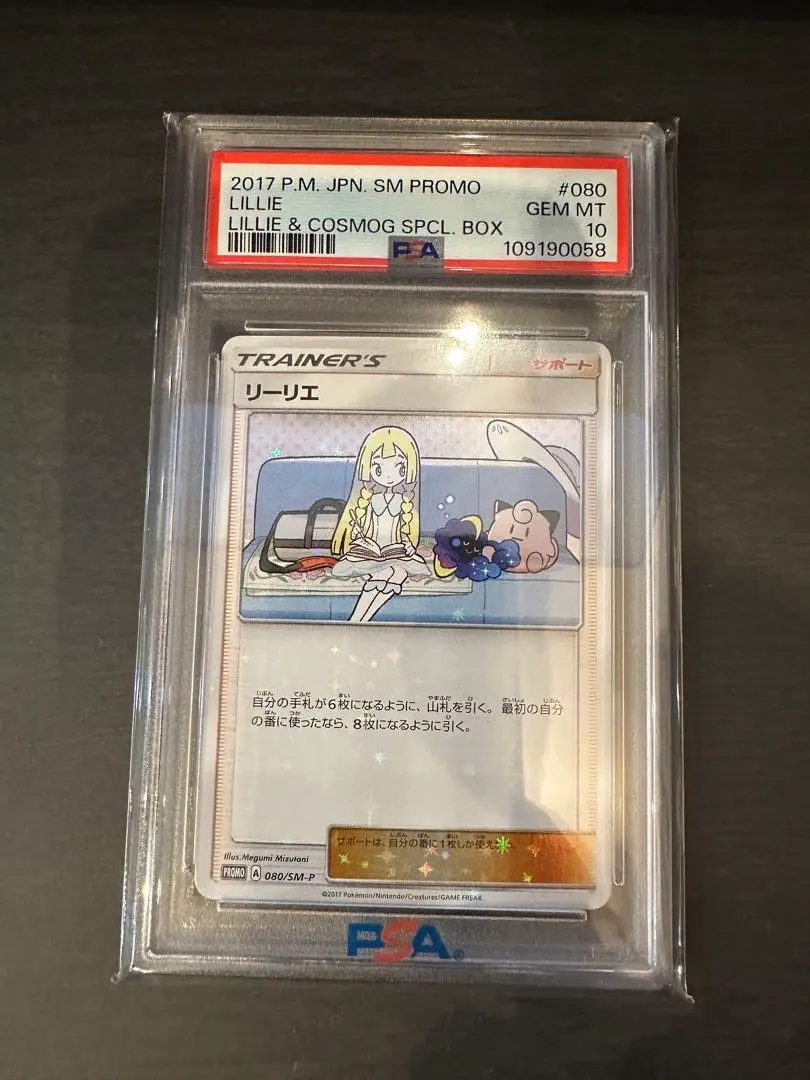 2017 P.M. JPN. SM PROMO #080
LILLIE GEM MT
LILLIE & COSMOG SPCL. BOX 10
PSA 109190058
TRAINER'S サポート
リーリエ
自分の手札が6枚になるように、山札を引く。最初の自分
の番に使ったなら、8枚になるように引く。
サポートは、自分の番に1枚しか使え
Illus. Megumi Mizutani
PROMO A 080/SM-P
©2017 Pokémon/Nintendo/Creatures/GAME FREAK
PSA®